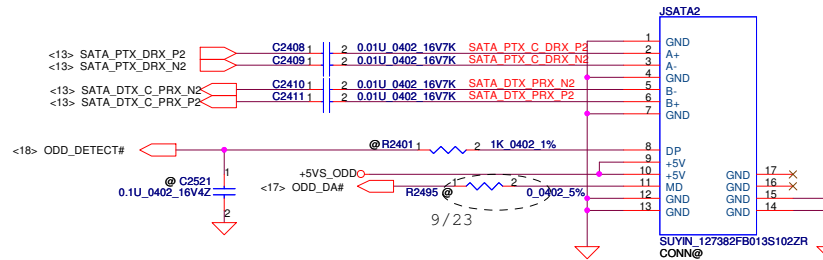 JSATA2
<13> SATA_PTX_DRX_P2 C2408 1 2 0.01U_0402_16V7K SATA_PTX_C_DRX_P2
<13> SATA_PTX_DRX_N2 C2409 1 2 0.01U_0402_16V7K SATA_PTX_C_DRX_N2
<13> SATA_DTX_C_PRX_N2 C2410 1 2 0.01U_0402_16V7K SATA_DTX_PRX_N2
<13> SATA_DTX_C_PRX_P2 C2411 1 2 0.01U_0402_16V7K SATA_DTX_PRX_P2
1 GND
2 A+
3 A-
4 GND
5 B-
6 B+
7 GND
<18> ODD_DETECT# @ R2401 1 2 1K_0402_1% 8 DP
9 +5V
+5VS_ODD 10 +5V
<17> ODD_DA# R2495 @ 1 2 0_0402_5% 11 MD
12 GND
13 GND
GND 17
GND 16
GND 15
GND 14
1
@ C2521
0.1U_0402_16V4Z
2
9/23
SUYIN_127382FB013S102ZR
CONN@